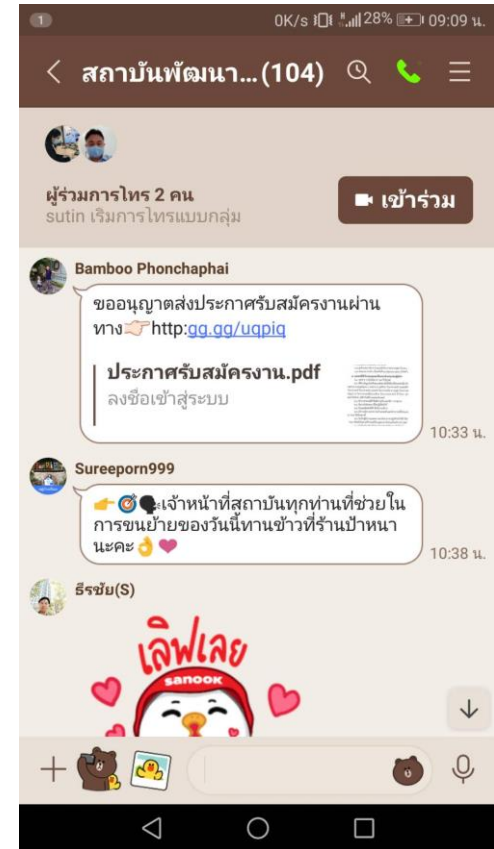 1
0K/s 28% 09:09 น.
สถาบันพัฒนา...(104)
ผู้ร่วมการโทร 2 คน
sutin เริ่มการโทรแบบกลุ่ม
เข้าร่วม
Bamboo Phonchaphai
ขออนุญาตส่งประกาศรับสมัครงานผ่าน
ทาง👉🏻http:gg.gg/uqpiq
ประกาศรับสมัครงาน.pdf
ลงชื่อเข้าสู่ระบบ
10:33 น.
Sureeporn999
👉🎯🗣เจ้าหน้าที่สถาบันทุกท่านที่ช่วยใน
การขนย้ายของวันนี้ทานข้าวที่ร้านป้าหนา
นะคะ👌❤
10:38 น.
ธีรชัย(S)
เลิฟเลย
sanook